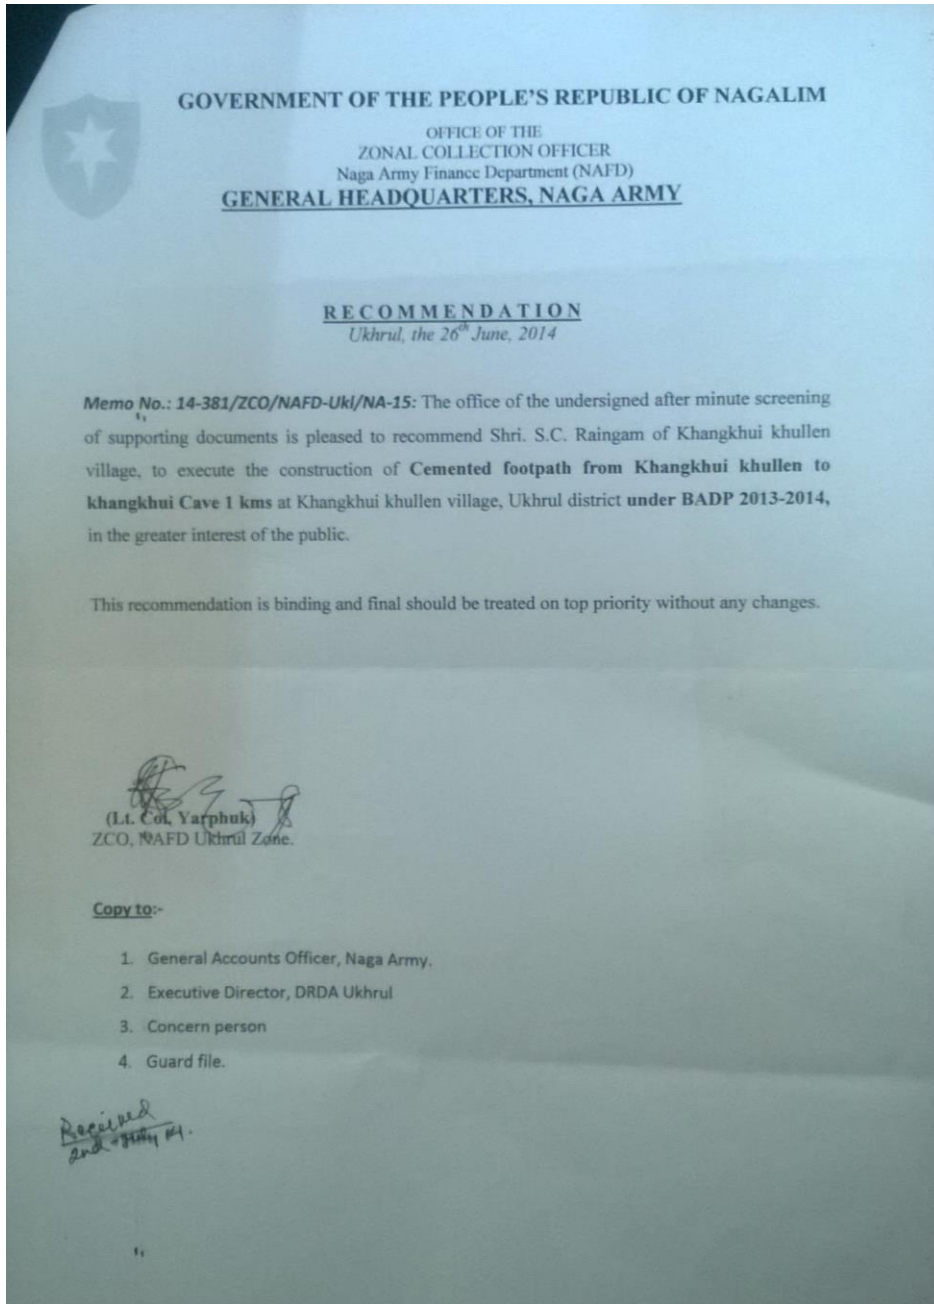 GOVERNMENT OF THE PEOPLE'S REPUBLIC OF NAGALIM
OFFICE OF THE
ZONAL COLLECTION OFFICER
Naga Army Finance Department (NAFD)
GENERAL HEADQUARTERS, NAGA ARMY
RECOMMENDATION
Ukhrul, the 26th June, 2014
Memo No.: 14-381/ZCO/NAFD-Ukl/NA-15: The office of the undersigned after minute screening
of supporting documents is pleased to recommend Shri. S.C. Raingam of Khangkhui khullen
village, to execute the construction of Cemented footpath from Khangkhui khullen to
khangkhui Cave 1 kms at Khangkhui khullen village, Ukhrul district under BADP 2013-2014,
in the greater interest of the public.
This recommendation is binding and final should be treated on top priority without any changes.
(Lt. Col. Yarphuk)
ZCO, NAFD Ukhrul Zone.
Copy to:-
1. General Accounts Officer, Naga Army.
2. Executive Director, DRDA Ukhrul
3. Concern person
4. Guard file.
Received
2nd July 14.